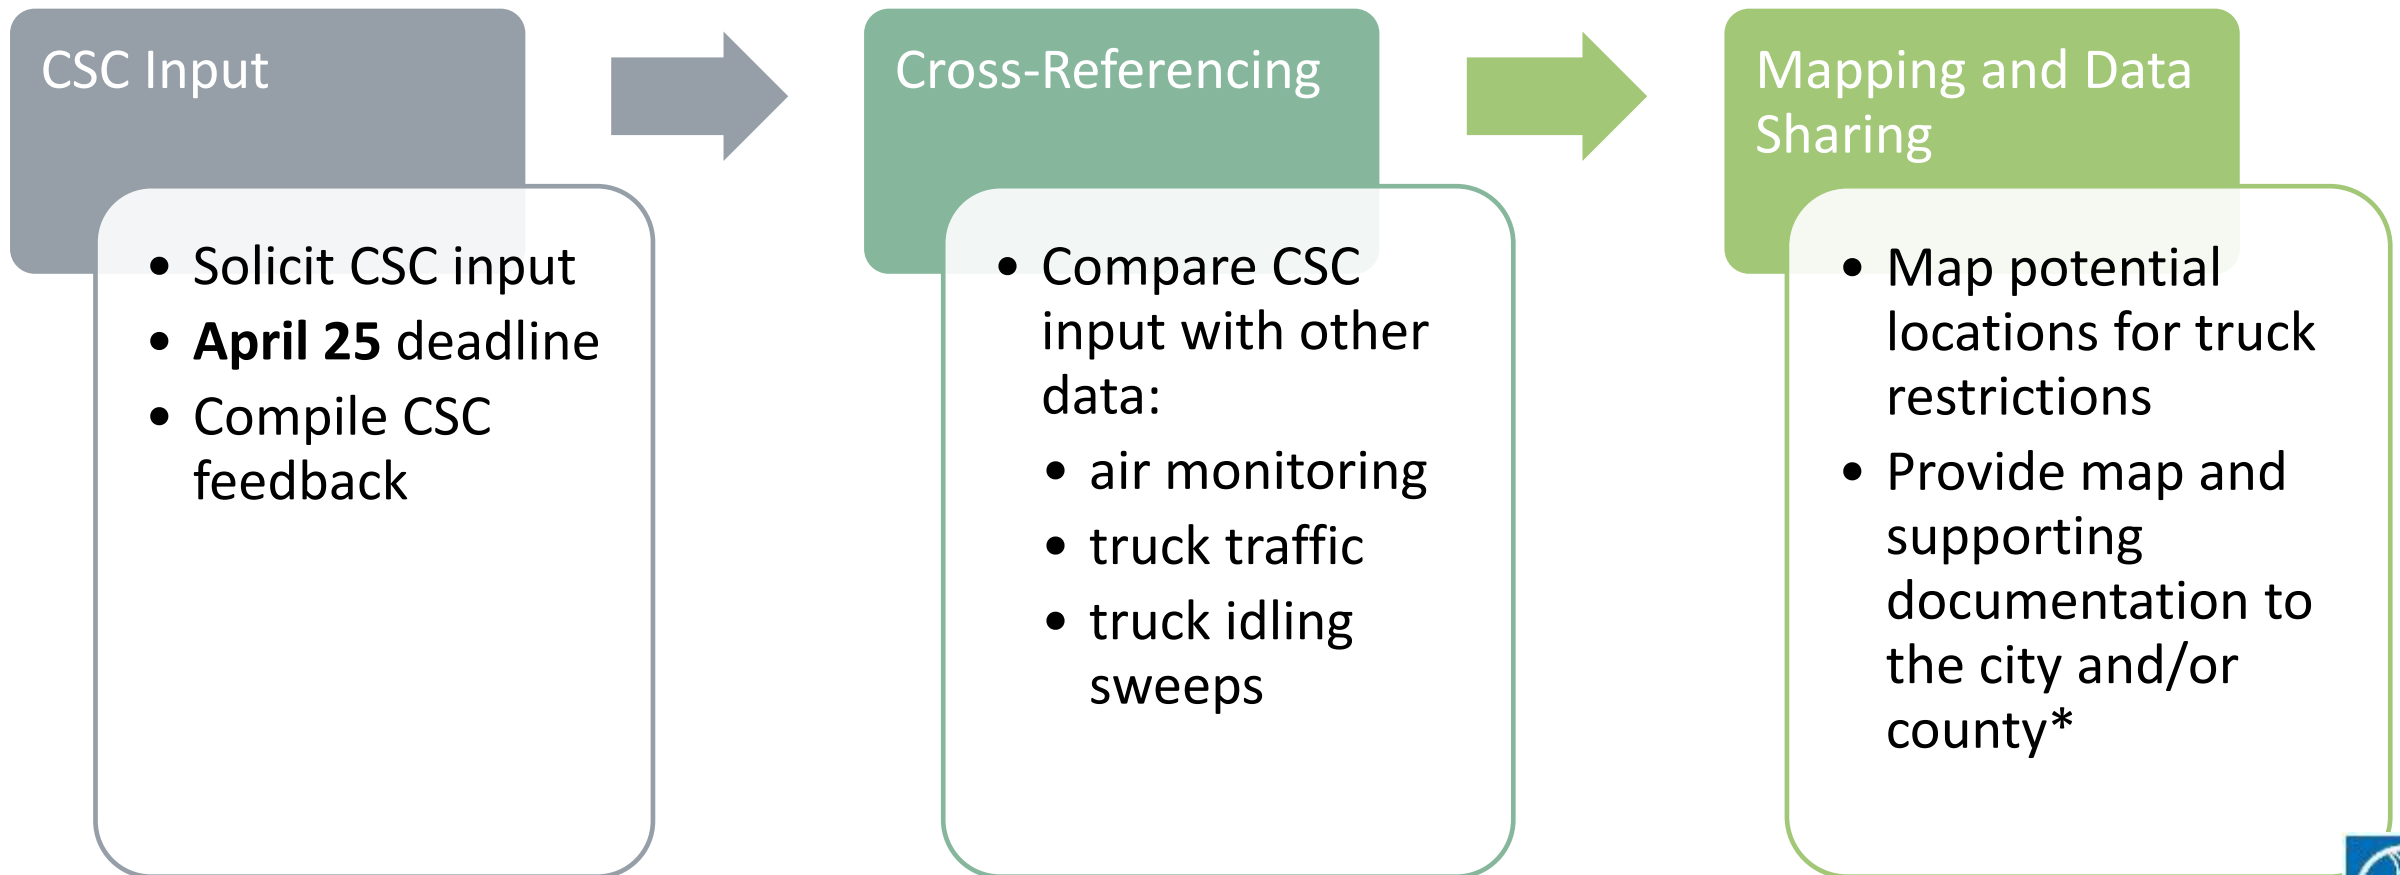 CSC Input
• Solicit CSC input
• April 25 deadline
• Compile CSC
feedback
Cross-Referencing
• Compare CSC
input with other
data:
• air monitoring
• truck traffic
• truck idling
sweeps
Mapping and Data
Sharing
• Map potential
locations for truck
restrictions
• Provide map and
supporting
documentation to
the city and/or
county*